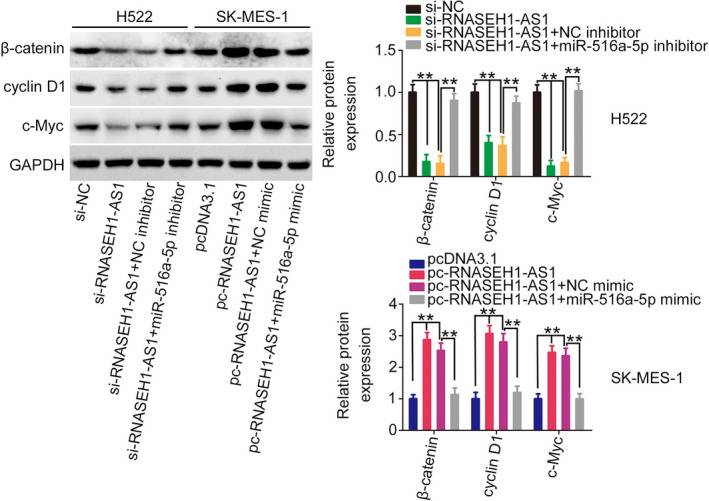 H522
SK-MES-1
β-catenin
cyclin D1
c-Myc
GAPDH
si-NC
si-RNASEH1-AS1
si-RNASEH1-AS1+NC inhibitor
si-RNASEH1-AS1+miR-516a-5p inhibitor
pcDNA3.1
pc-RNASEH1-AS1
pc-RNASEH1-AS1+NC mimic
pc-RNASEH1-AS1+miR-516a-5p mimic
si-NC
si-RNASEH1-AS1
si-RNASEH1-AS1+NC inhibitor
si-RNASEH1-AS1+miR-516a-5p inhibitor
Relative protein
expression
1.5
1.0
0.5
0.0
** **
** **
** **
β-catenin
cyclin D1
c-Myc
H522
pcDNA3.1
pc-RNASEH1-AS1
pc-RNASEH1-AS1+NC mimic
pc-RNASEH1-AS1+miR-516a-5p mimic
Relative protein
expression
4
3
2
1
0
** **
** **
** **
β-catenin
cyclin D1
c-Myc
SK-MES-1